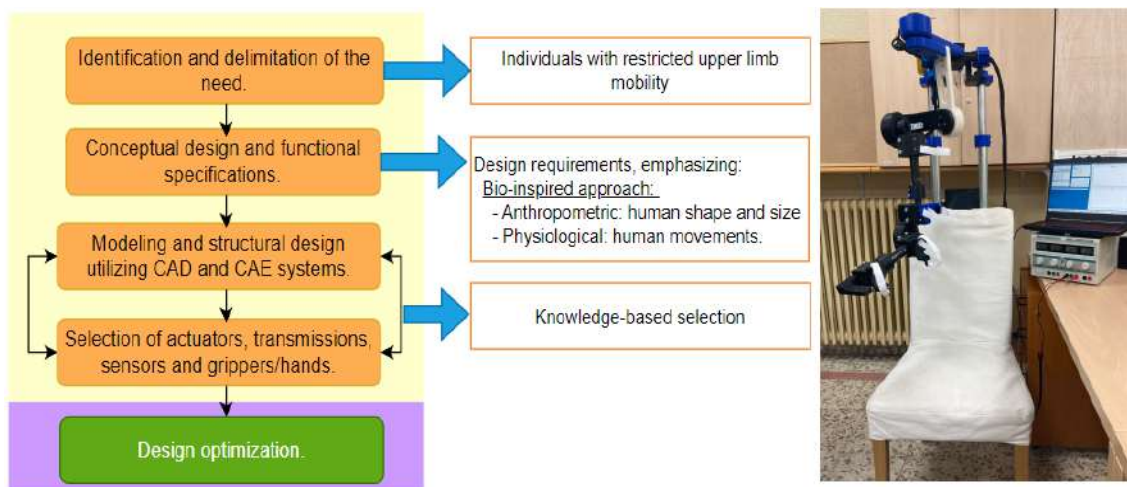 Identification and delimitation of the
need.
Individuals with restricted upper limb
mobility
Conceptual design and functional
specifications.
Design requirements, emphasizing:
Bio-inspired approach:
- Anthropometric: human shape and size
- Physiological: human movements.
Modeling and structural design
utilizing CAD and CAE systems.
Knowledge-based selection
Selection of actuators, transmissions,
sensors and grippers/hands.
Design optimization.